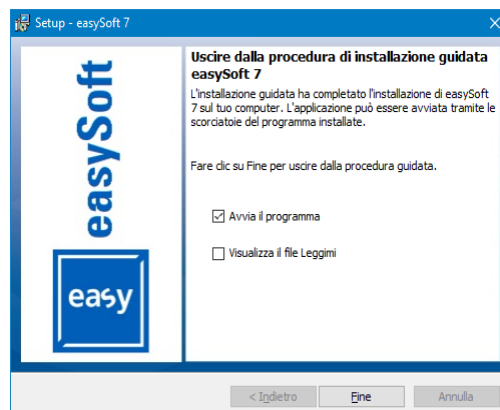 Setup - easySoft 7
easySoft
easy
Uscire dalla procedura di installazione guidata
easySoft 7
L'installazione guidata ha completato l'installazione di easySoft
7 sul tuo computer. L'applicazione può essere avviata tramite le
scorciatoie del programma installate.
Fare clic su Fine per uscire dalla procedura guidata.
Avvia il programma
Visualizza il file Leggimi
< Indietro
Fine
Annulla